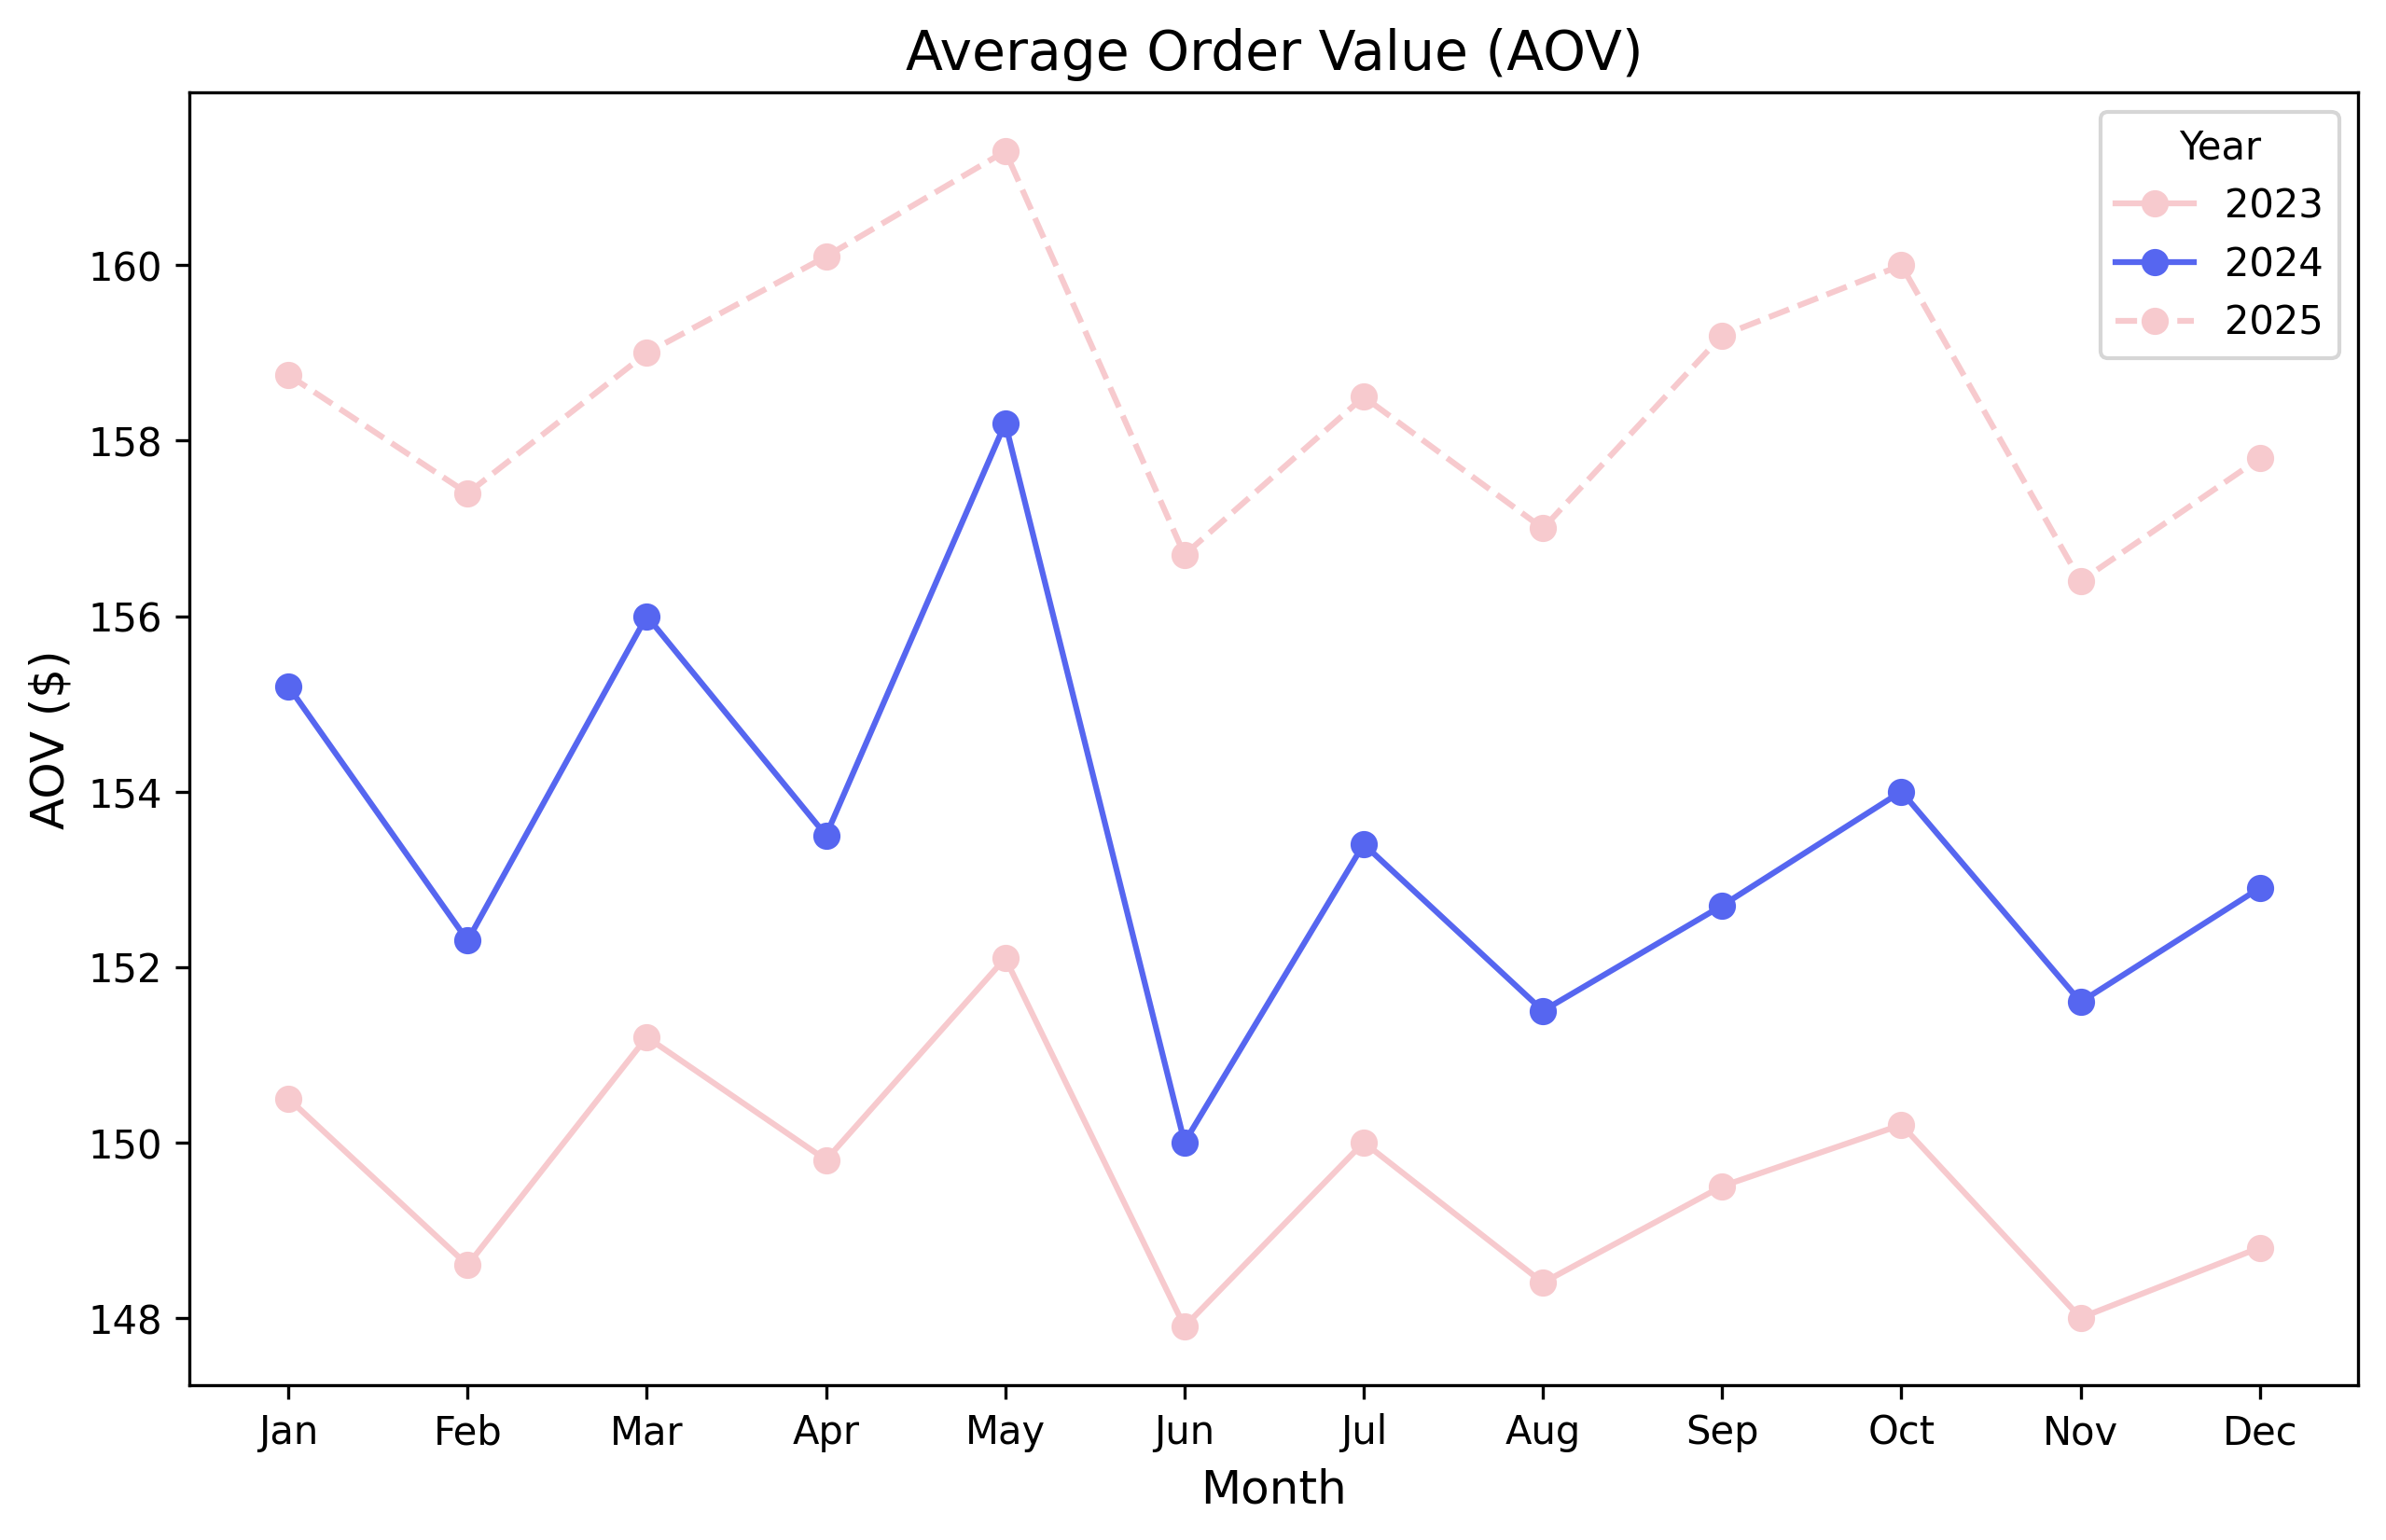 Average Order Value (AOV)
Year
2023
2024
2025
AOV ($)
160
158
156
154
152
150
148
Jan Feb Mar Apr May Jun Jul Aug Sep Oct Nov Dec
Month